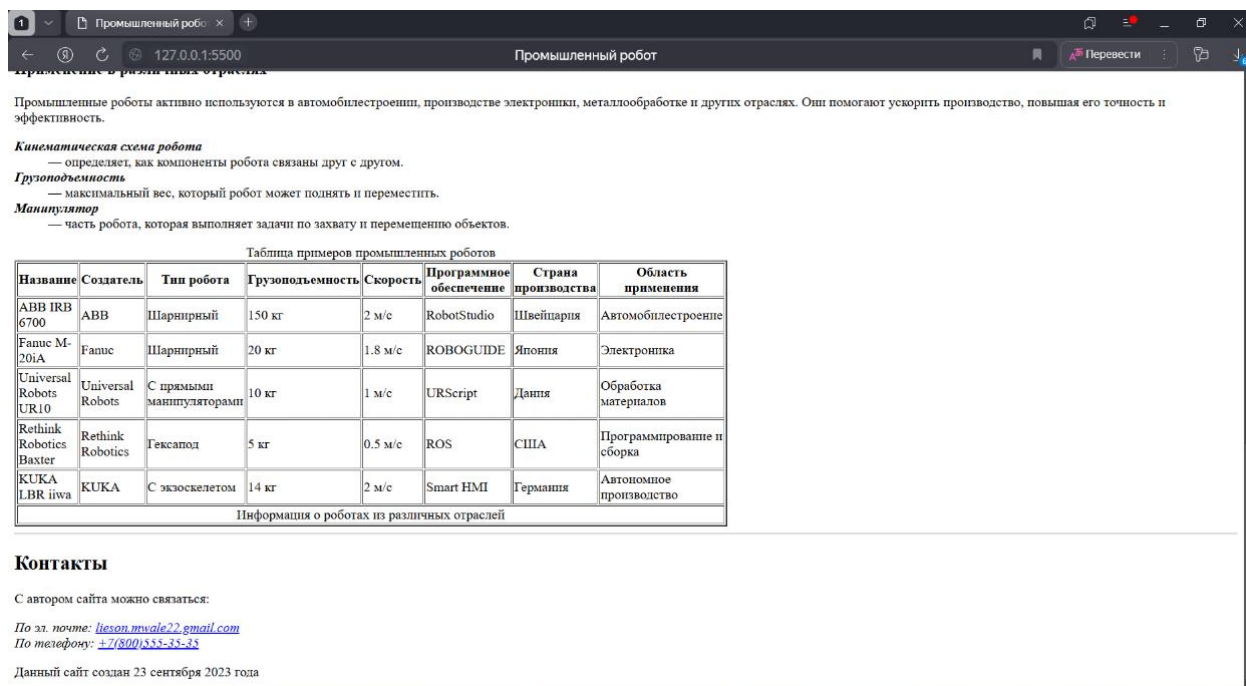 1 Промышленный робо
127.0.0.1:5500 Промышленный робот Перевести
Применение в различных отраслях
Промышленные роботы активно используются в автомобилестроении, производстве электроники, металлообработке и других отраслях. Они помогают ускорить производство, повышая его точность и
эффективность.
Кинематическая схема робота
— определяет, как компоненты робота связаны друг с другом.
Грузоподъемность
— максимальный вес, который робот может поднять и переместить.
Манипулятор
— часть робота, которая выполняет задачи по захвату и перемещению объектов.
Таблица примеров промышленных роботов
Название Создатель Тип робота Грузоподъемность Скорость Программное обеспечение Страна производства Область применения
ABB IRB 6700 ABB Шарнирный 150 кг 2 м/с RobotStudio Швейцария Автомобилестроение
Fanuc M-20iA Fanuc Шарнирный 20 кг 1.8 м/с ROBOGUIDE Япония Электроника
Universal Robots UR10 Universal Robots С прямыми манипуляторами 10 кг 1 м/с URScript Дания Обработка материалов
Rethink Robotics Baxter Rethink Robotics Гексапод 5 кг 0.5 м/с ROS США Программирование и сборка
KUKA LBR iiwa KUKA С экзоскелетом 14 кг 2 м/с Smart HMI Германия Автономное производство
Информация о роботах из различных отраслей
Контакты
С автором сайта можно связаться:
По эл. почте: lieson.mwale22.gmail.com
По телефону: +7(800)555-35-35
Данный сайт создан 23 сентября 2023 года